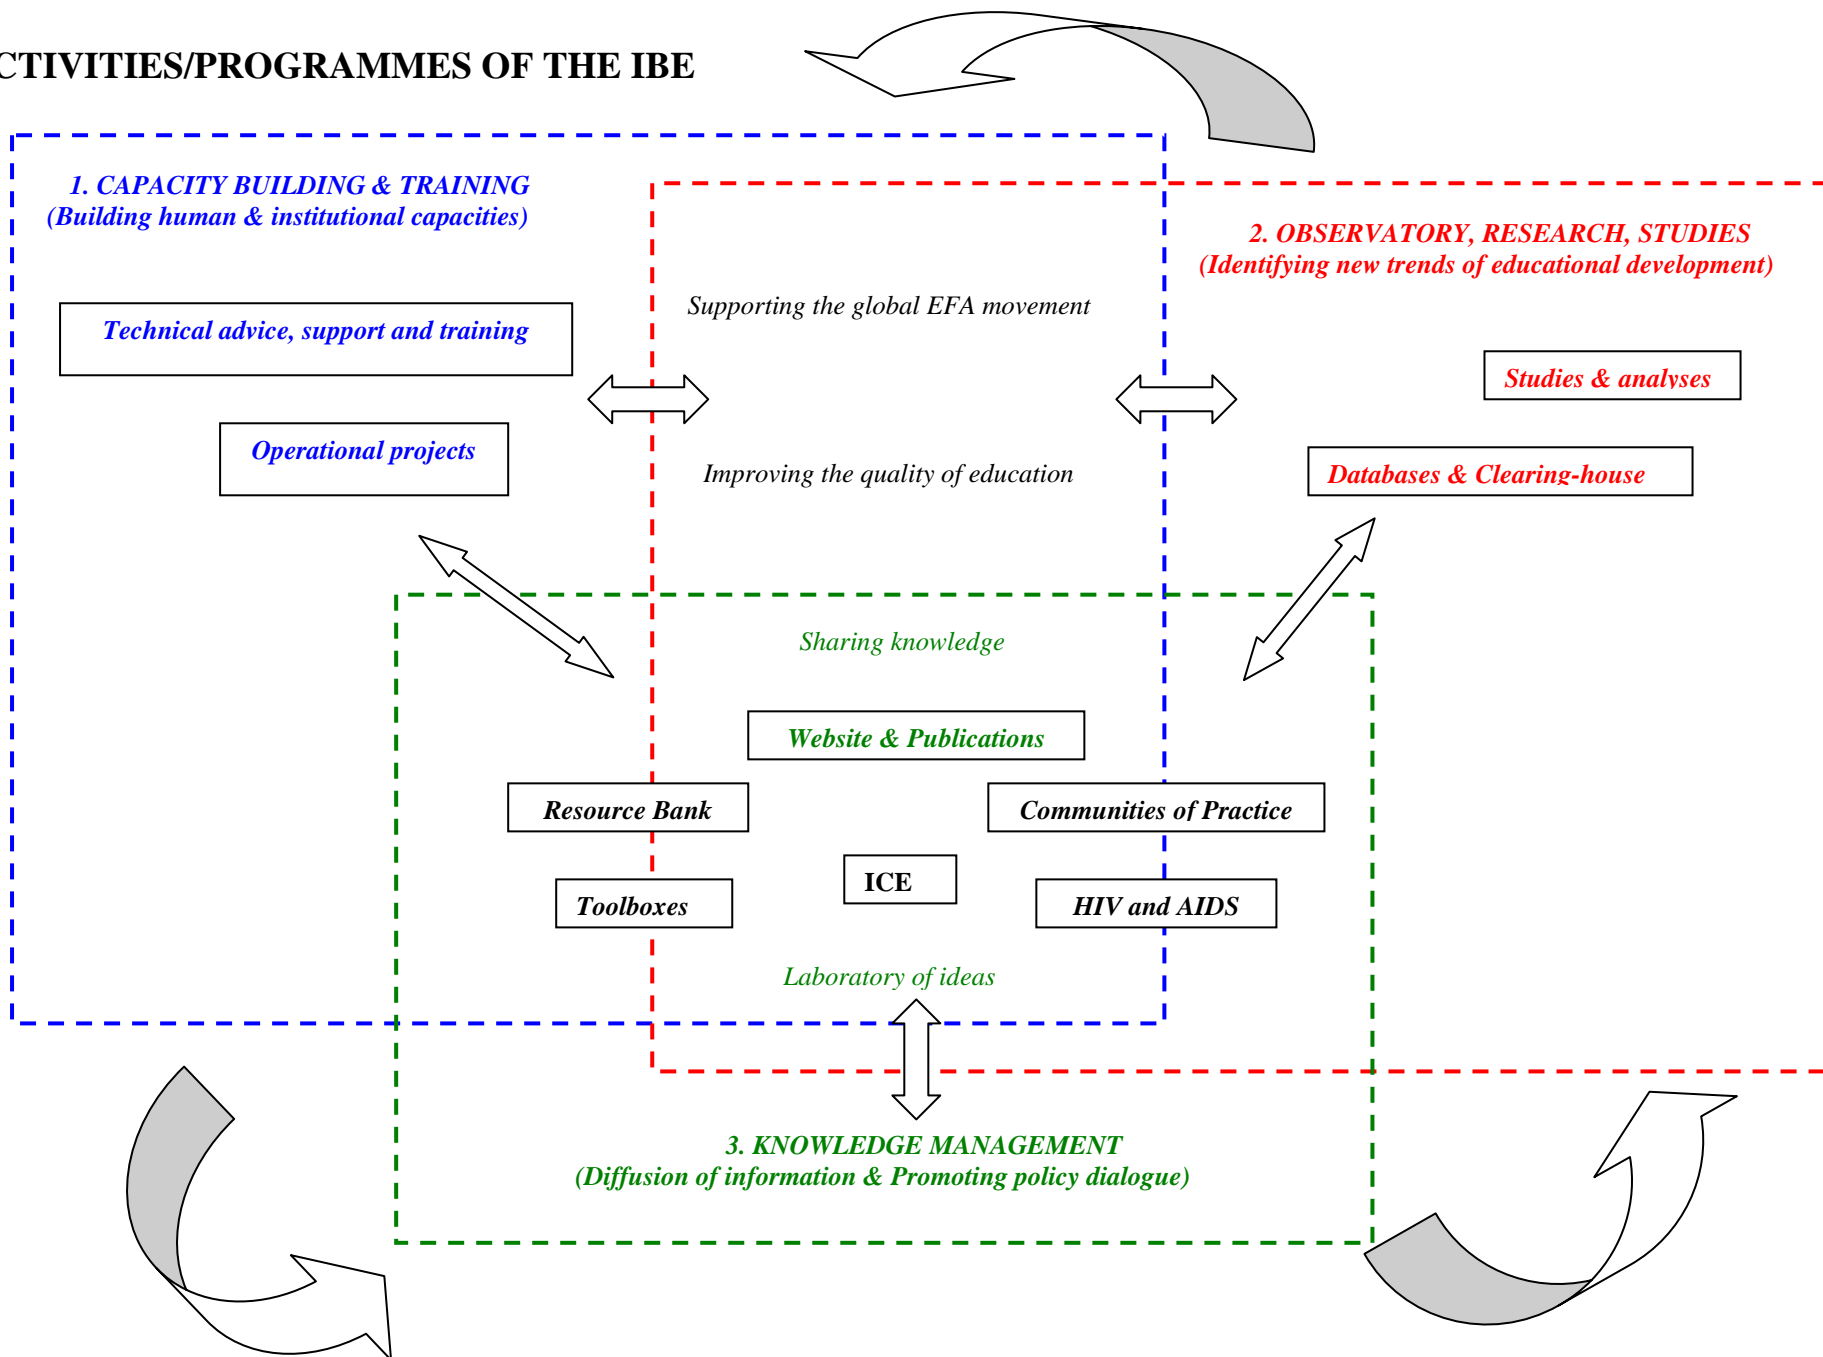 CTIVITIES/PROGRAMMES OF THE IBE
1. CAPACITY BUILDING & TRAINING
(Building human & institutional capacities)
2. OBSERVATORY, RESEARCH, STUDIES
(Identifying new trends of educational development)
Supporting the global EFA movement
Technical advice, support and training
Studies & analyses
Operational projects
Improving the quality of education
Databases & Clearing-house
Sharing knowledge
Website & Publications
Resource Bank
Communities of Practice
ICE
Toolboxes
HIV and AIDS
Laboratory of ideas
3. KNOWLEDGE MANAGEMENT
(Diffusion of information & Promoting policy dialogue)